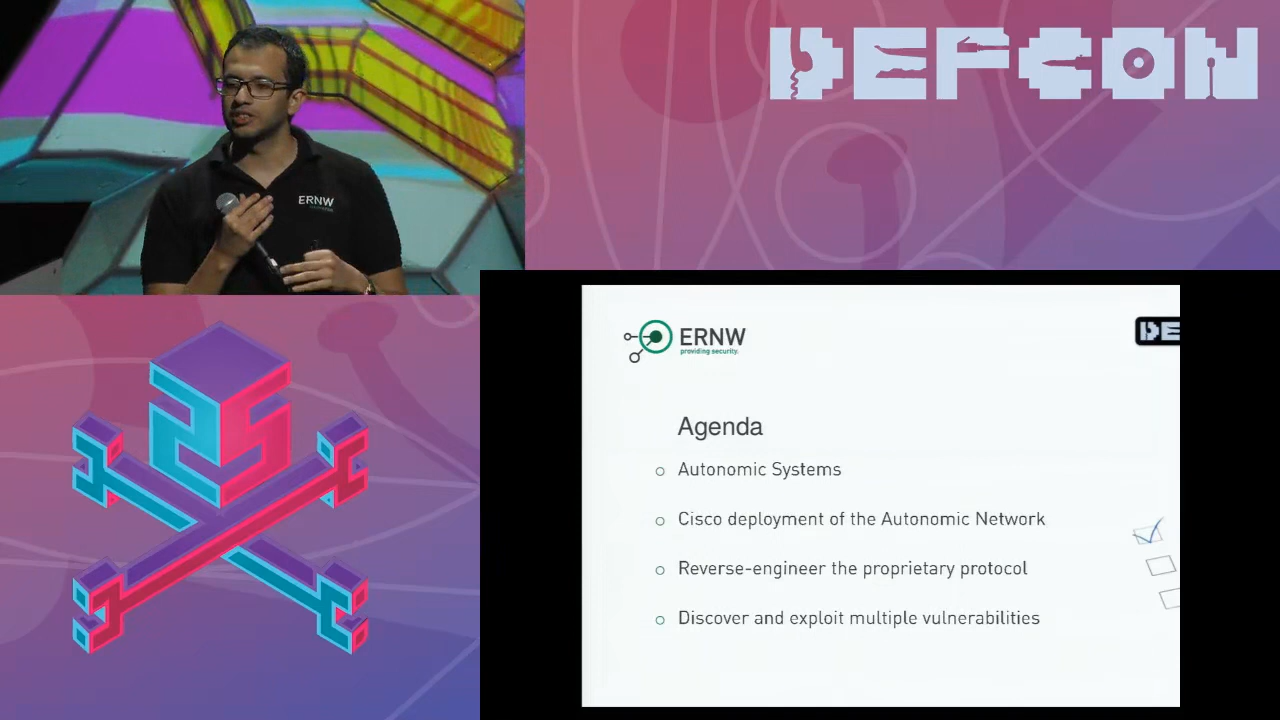 DEFCON
ERNW
ERNW
providing security.
DE
Agenda
Autonomic Systems
Cisco deployment of the Autonomic Network
Reverse-engineer the proprietary protocol
Discover and exploit multiple vulnerabilities